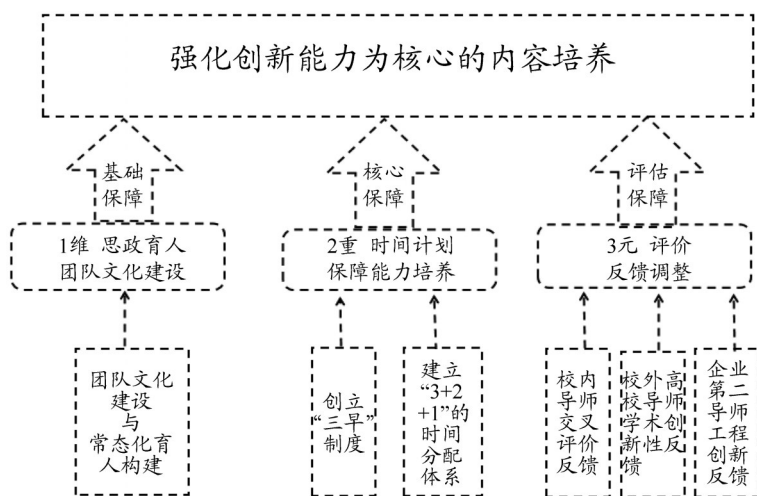 强化创新能力为核心的内容培养
基础
保障
核心
保障
评估
保障
1维 思政育人
团队文化建设
2重 时间计划
保障能力培养
3元 评价
反馈调整
团队文化
建设
与
常态化育
人构建
创立
“三早”
制度
建立
“3+2
+1”的
时间
分配
体系
校内
导师
交叉
评价
反馈
校外高
校导师
学术创
新性反
馈
企业
第二
导师
工程
创新
反馈